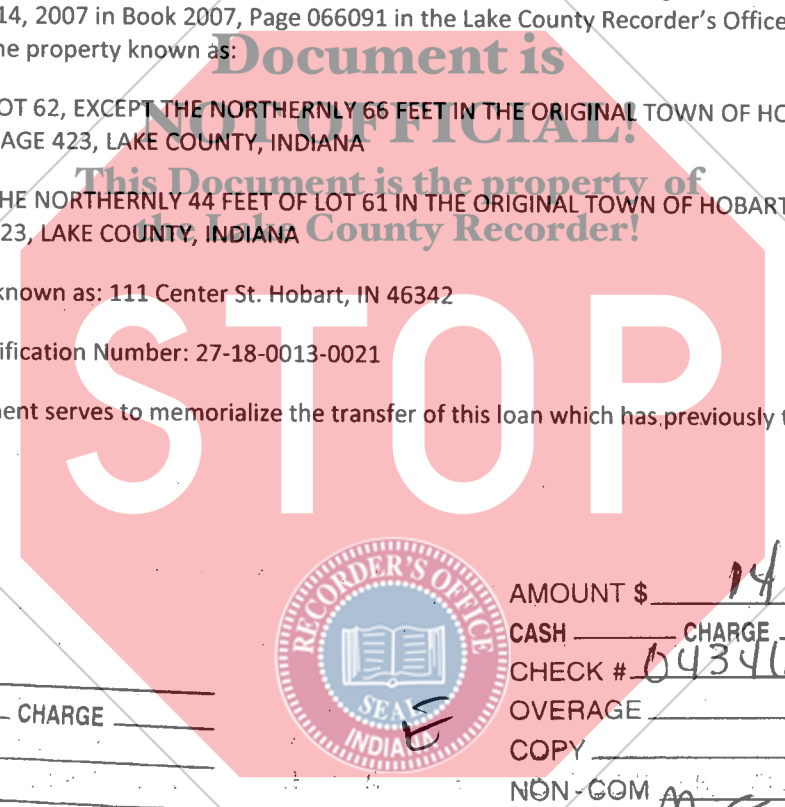 14, 2007 in Book 2007, Page 066091 in the Lake County Recorder's Office
he property known as:
Document is
OT 62, EXCEPT THE NORTHERNLY 66 FEET IN THE ORIGINAL TOWN OF HO
NOT OFFICIAL!
AGE 423, LAKE COUNTY, INDIANA
This Document is the property of
HE NORTHERNLY 44 FEET OF LOT 61 IN THE ORIGINAL TOWN OF HOBART
the Lake County Recorder!
23, LAKE COUNTY, INDIANA
known as: 111 Center St. Hobart, IN 46342
ification Number: 27-18-0013-0021
ment serves to memorialize the transfer of this loan which has previously t
STOP
RECORDER'S OFFICE
SEAL
INDIANA
AMOUNT $ 14
CASH CHARGE
CHECK # 04346
OVERAGE
COPY
NON-COM
CHARGE